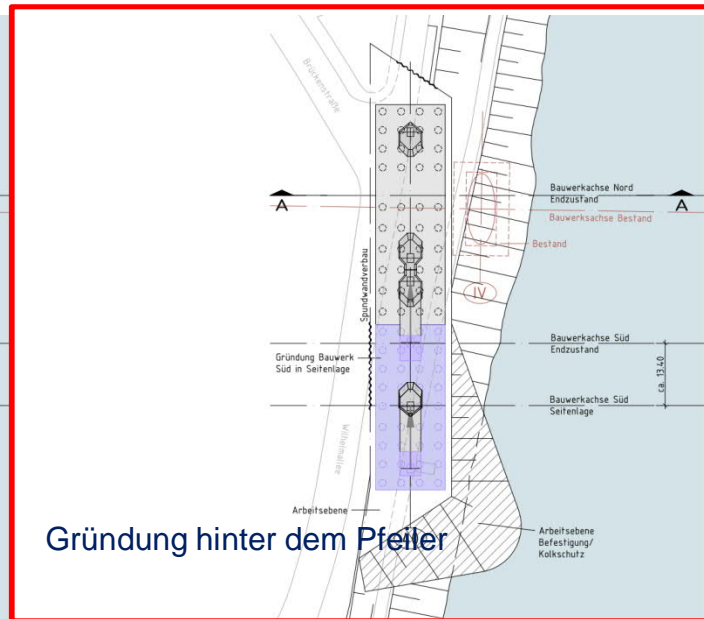 Brückenstraße
A
A
Bauwerkachse Nord
Endzustand
Bauwerksachse Bestand
Bestand
IV
Spundwandverbau
Gründung Bauwerk
Süd in Seitenlage
Bauwerkachse Süd
Endzustand
ca. 13.40
Bauwerkachse Süd
Seitenlage
Wilhelmallee
Arbeitsebene
Gründung hinter dem Pfeiler
Arbeitsebene
Befestigung/
Kolkschutz